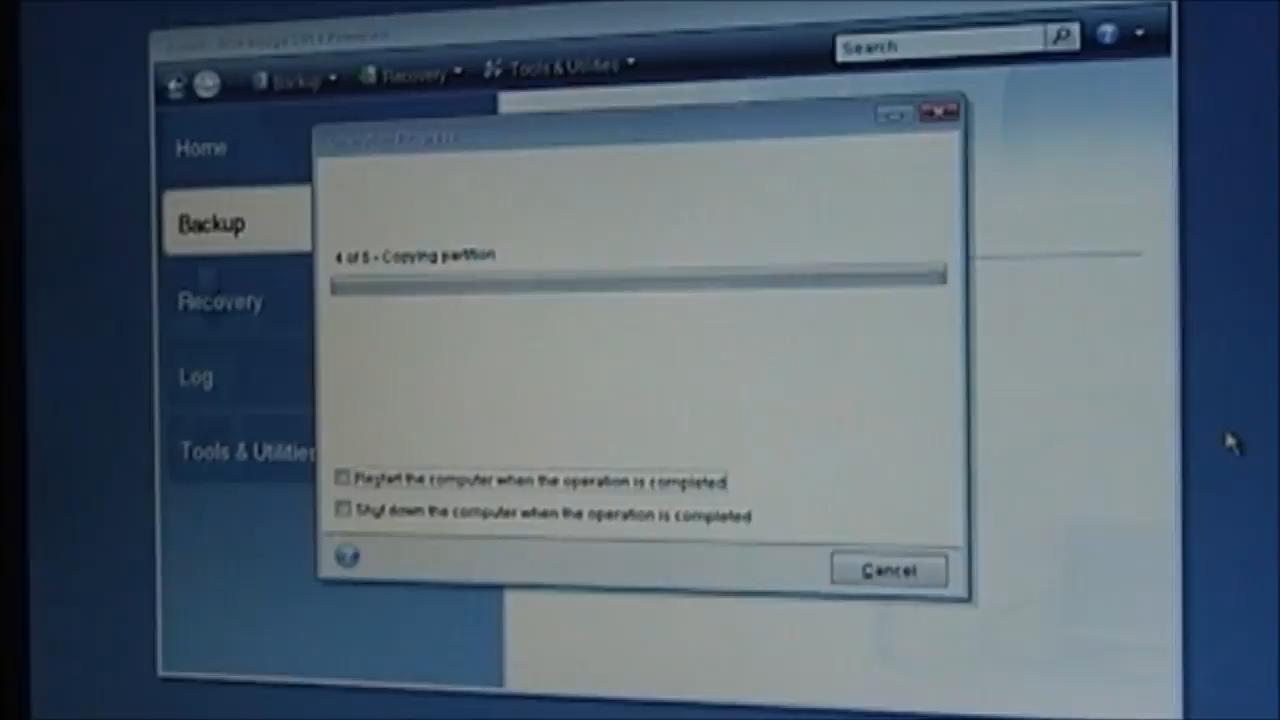 Search
Backup
Recovery
Tools & Utilities
Home
Backup
Recovery
Log
Tools & Utilities
4 of 5 - Copying partition
Restart the computer when the operation is completed
Shut down the computer when the operation is completed
Cancel